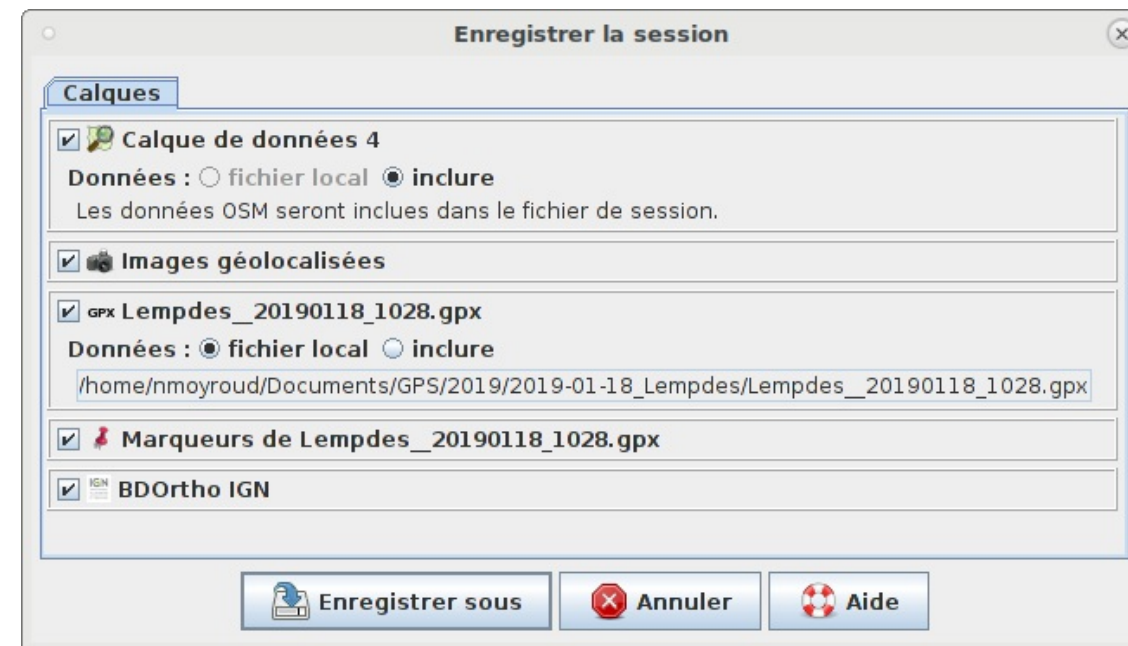 Enregistrer la session
Calques
Calque de données 4
Données : fichier local inclure
Les données OSM seront inclues dans le fichier de session.
Images géolocalisées
GPX Lempdes__20190118_1028.gpx
Données : fichier local inclure
/home/nmoyroud/Documents/GPS/2019/2019-01-18_Lempdes/Lempdes__20190118_1028.gpx
Marqueurs de Lempdes__20190118_1028.gpx
IGN BDOrtho IGN
Enregistrer sous Annuler Aide